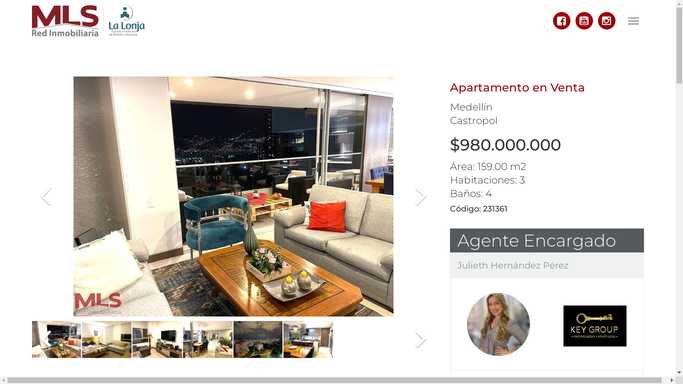 MLS
Red Inmobiliaria
La Lonja
Apartamento en Venta
Medellín
Castropol
$980.000.000
Área: 159.00 m2
Habitaciones: 3
Baños: 4
Código: 231361
Agente Encargado
Julieth Hernández Pérez
MLS
KEY GROUP